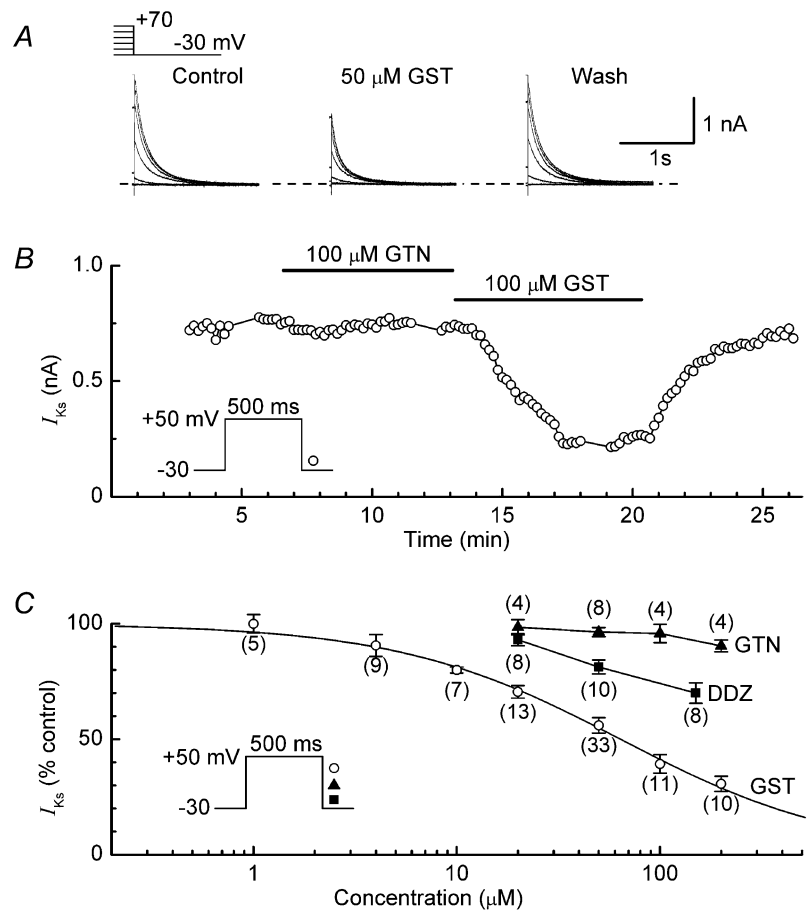 A
+70
-30 mV
Control
50 μM GST
Wash
1 nA
1s
B
100 μM GTN
100 μM GST
1.0
0.5
0
I Ks (nA)
+50 mV
500 ms
-30
5
10
15
20
25
Time (min)
C
100
50
0
I Ks (% control)
(4)
(8)
(4)
(4)
GTN
(5)
(9)
(7)
(8)
(10)
(8)
DDZ
(13)
(33)
(11)
(10)
GST
+50 mV
500 ms
-30
1
10
100
Concentration (μM)